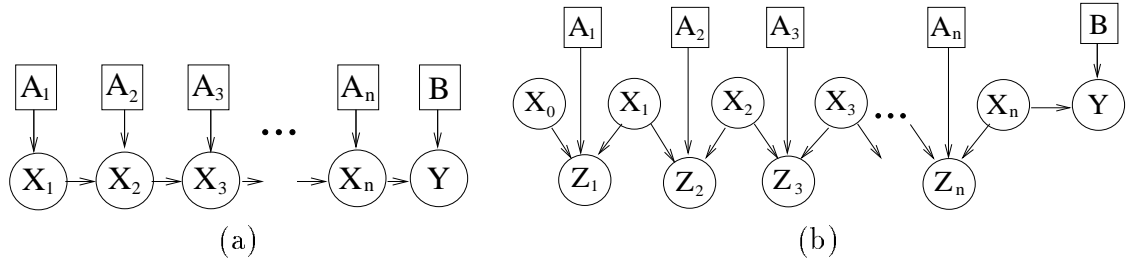 A₁ A₂ A₃ Aₙ B
...
X₁ X₂ X₃ Xₙ Y
(a)
A₁ A₂ A₃ Aₙ B
X₀ X₁ X₂ X₃ ... Xₙ Y
Z₁ Z₂ Z₃ Zₙ
(b)